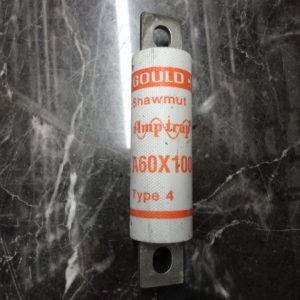 GOULD
Shawmut
Amp trap
A60X100
Type 4